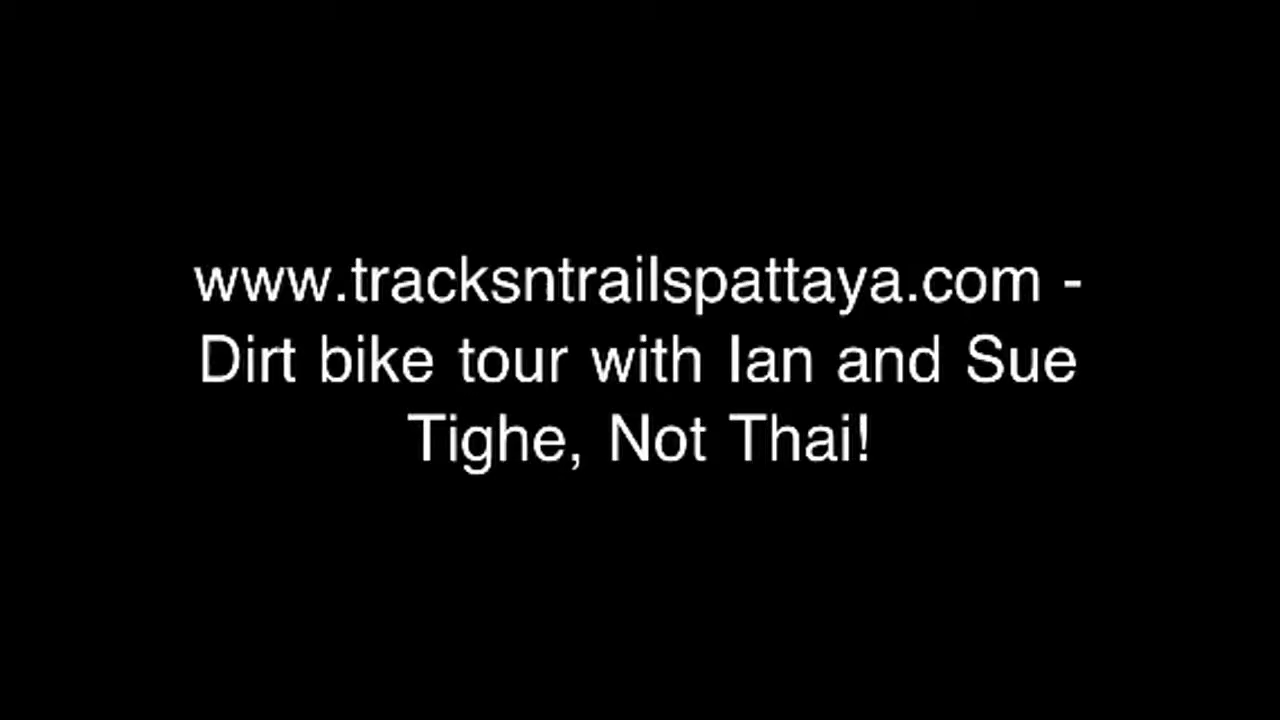 www.tracksntrailspattaya.com -
Dirt bike tour with Ian and Sue
Tighe, Not Thai!